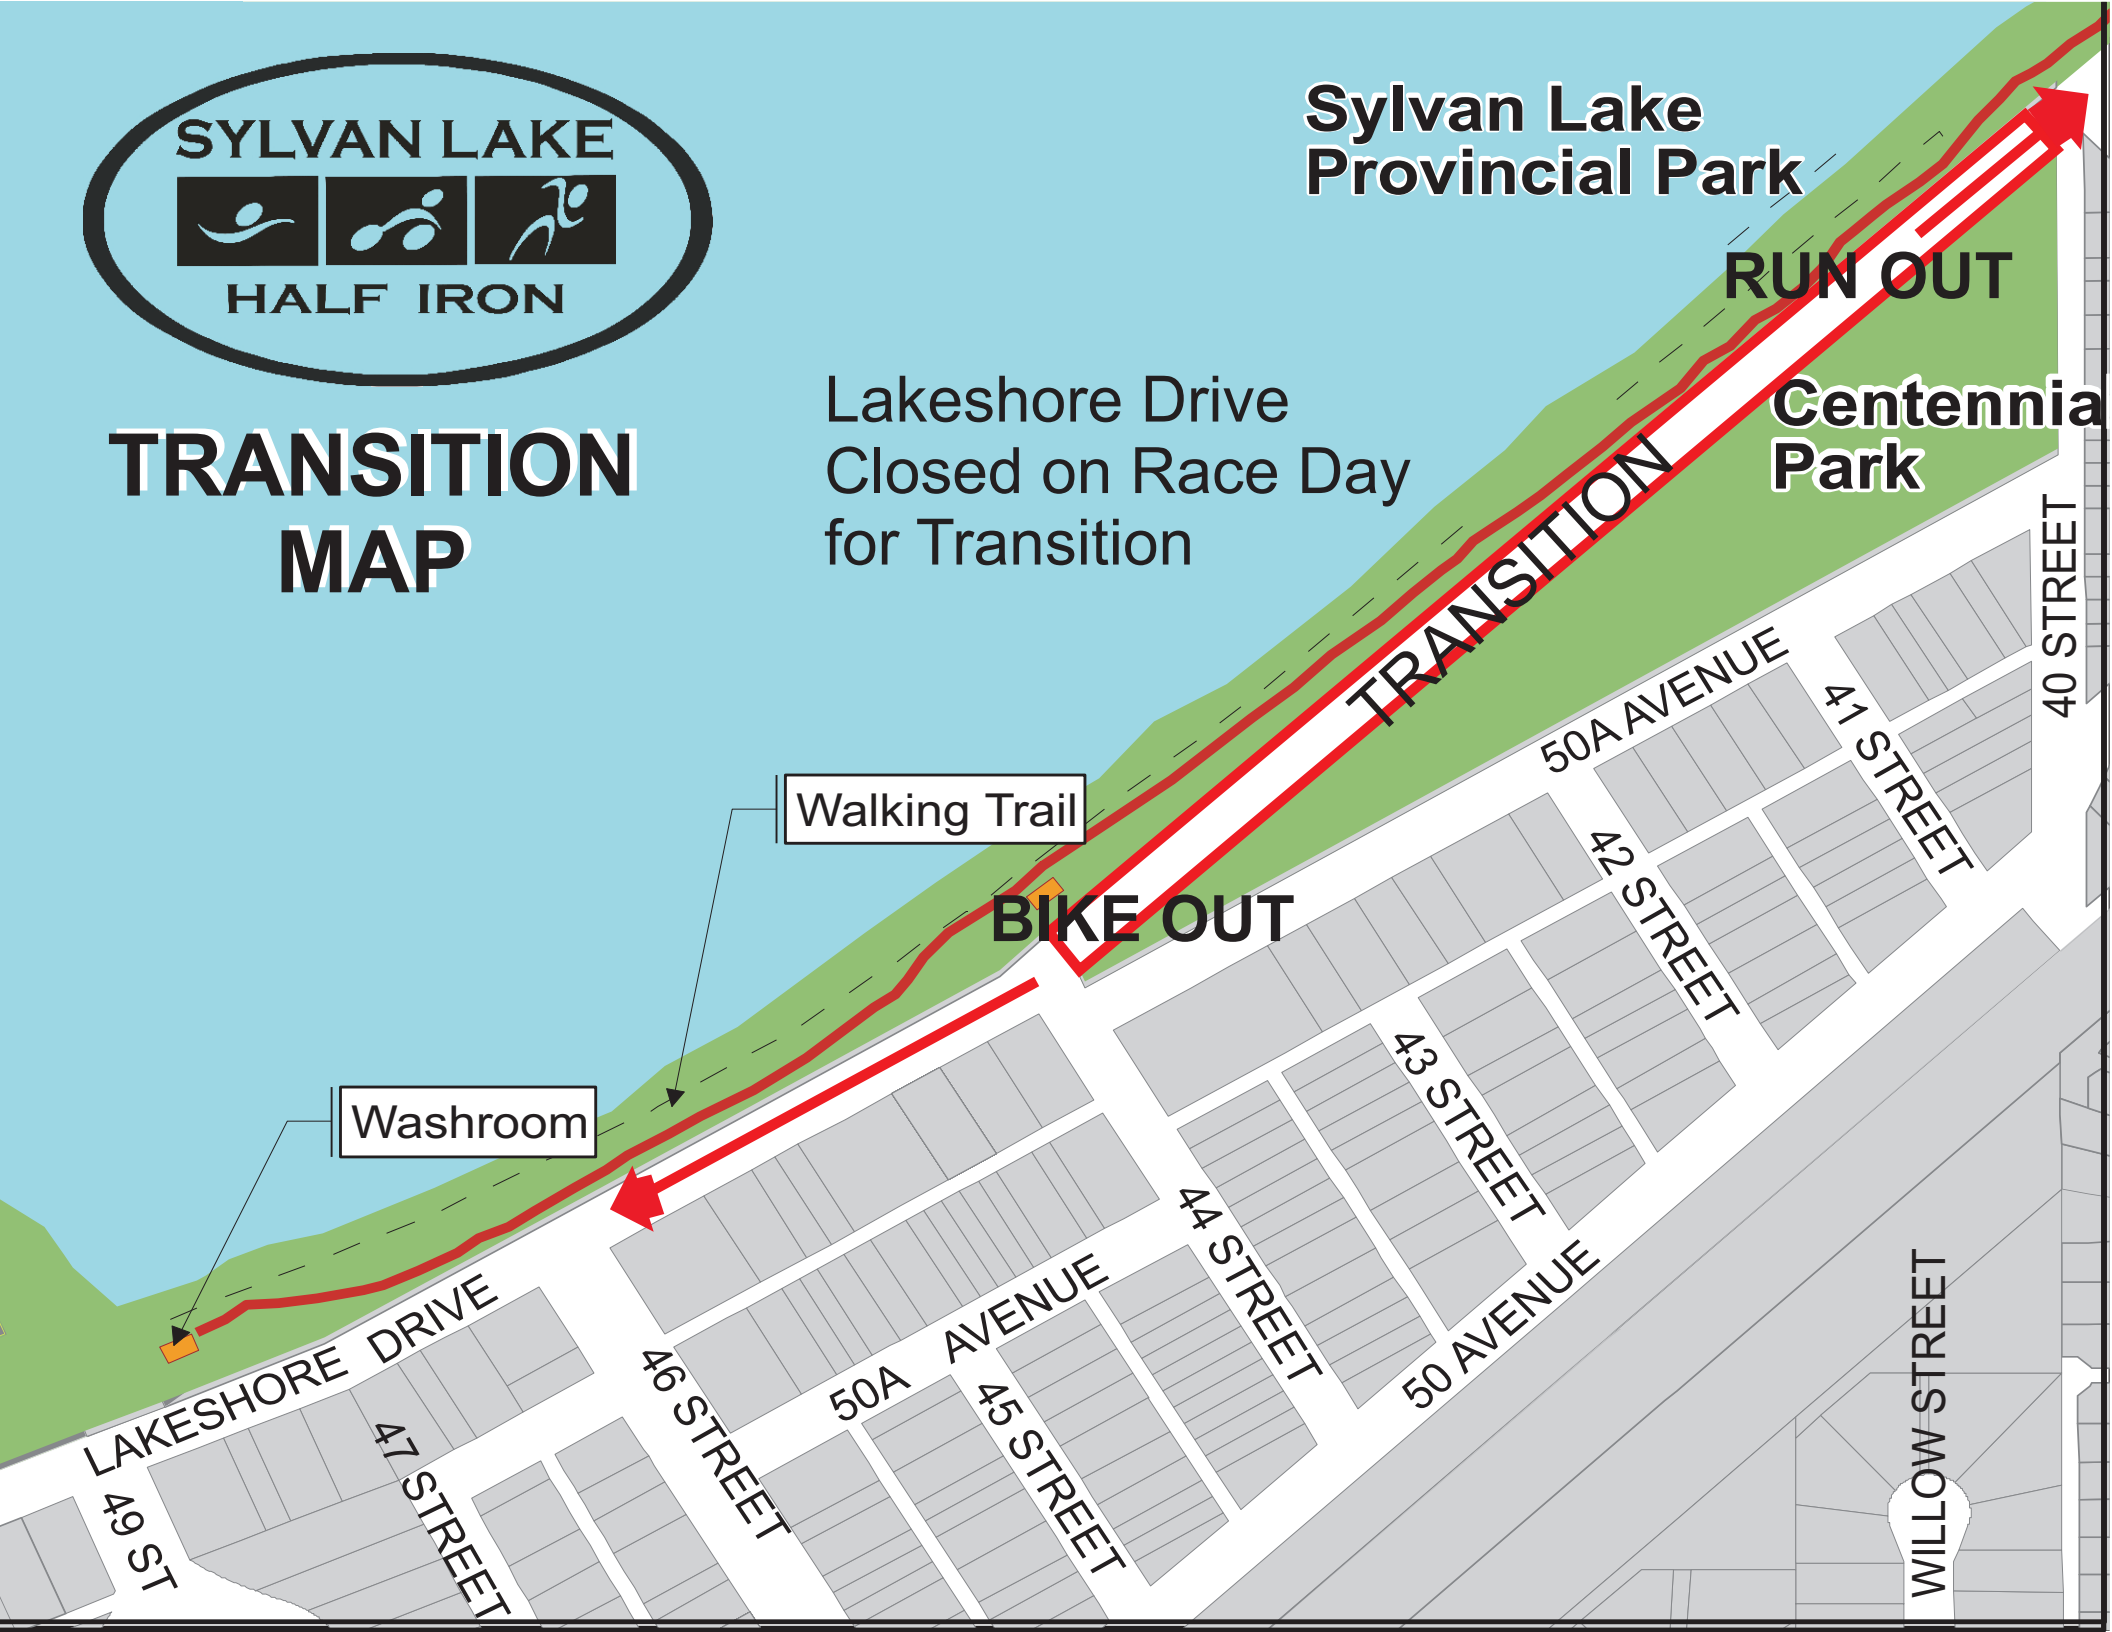 SYLVAN LAKE
HALF IRON
TRANSITION
MAP
Sylvan Lake
Provincial Park
Lakeshore Drive
Closed on Race Day
for Transition
RUN OUT
Centennia
Park
TRANSITION
40 STREET
50A AVENUE
41 STREET
Walking Trail
42 STREET
BIKE OUT
43 STREET
Washroom
44 STREET
50 AVENUE
LAKESHORE DRIVE
50A AVENUE
46 STREET
45 STREET
47 STREET
49 ST
WILLOW STREET